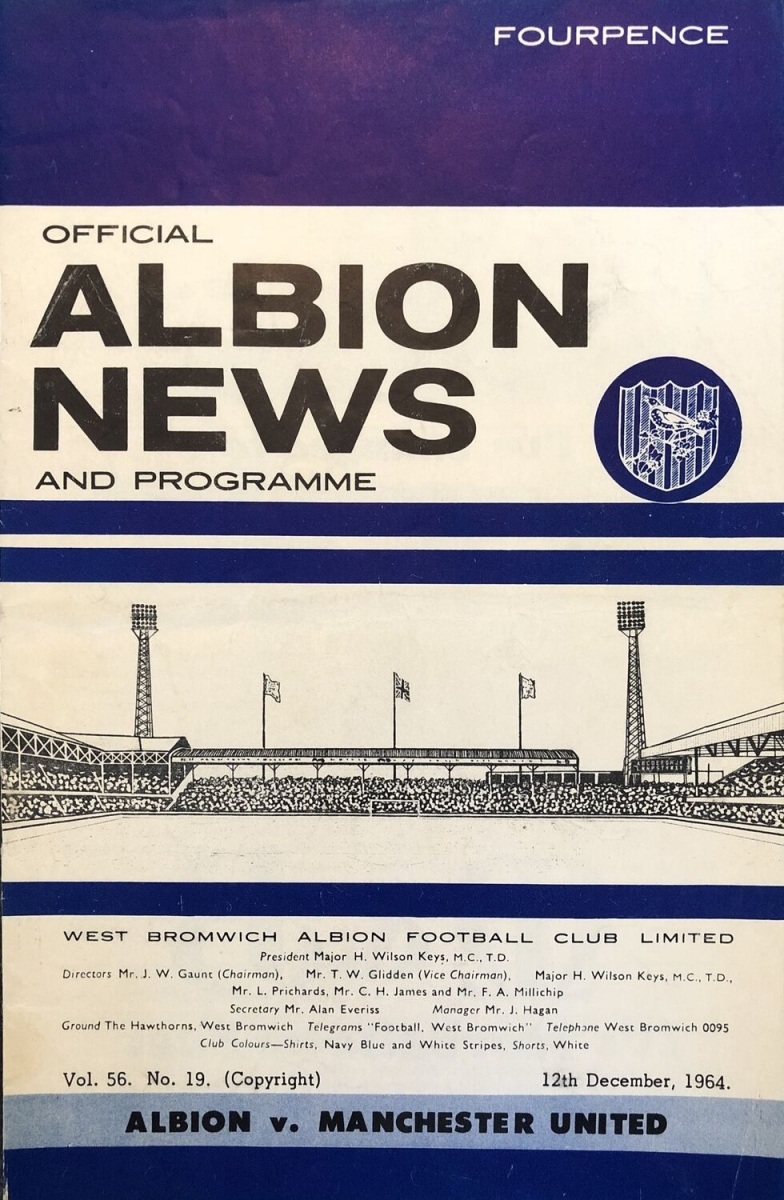 FOURPENCE
OFFICIAL
ALBION
NEWS
AND PROGRAMME
WEST BROMWICH ALBION FOOTBALL CLUB LIMITED
President Major H. Wilson Keys, M.C., T.D.
Directors Mr. J. W. Gaunt (Chairman), Mr. T. W. Glidden (Vice Chairman), Major H. Wilson Keys, M.C., T.D.,
Mr. L. Prichards, Mr. C. H. James and Mr. F. A. Millichip
Secretary Mr. Alan Everiss Manager Mr. J. Hagan
Ground The Hawthorns, West Bromwich Telegrams "Football, West Bromwich" Telephone West Bromwich 0095
Club Colours—Shirts, Navy Blue and White Stripes, Shorts, White
Vol. 56. No. 19. (Copyright) 12th December, 1964.
ALBION v. MANCHESTER UNITED